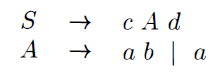 S → c A d
A → a b | a